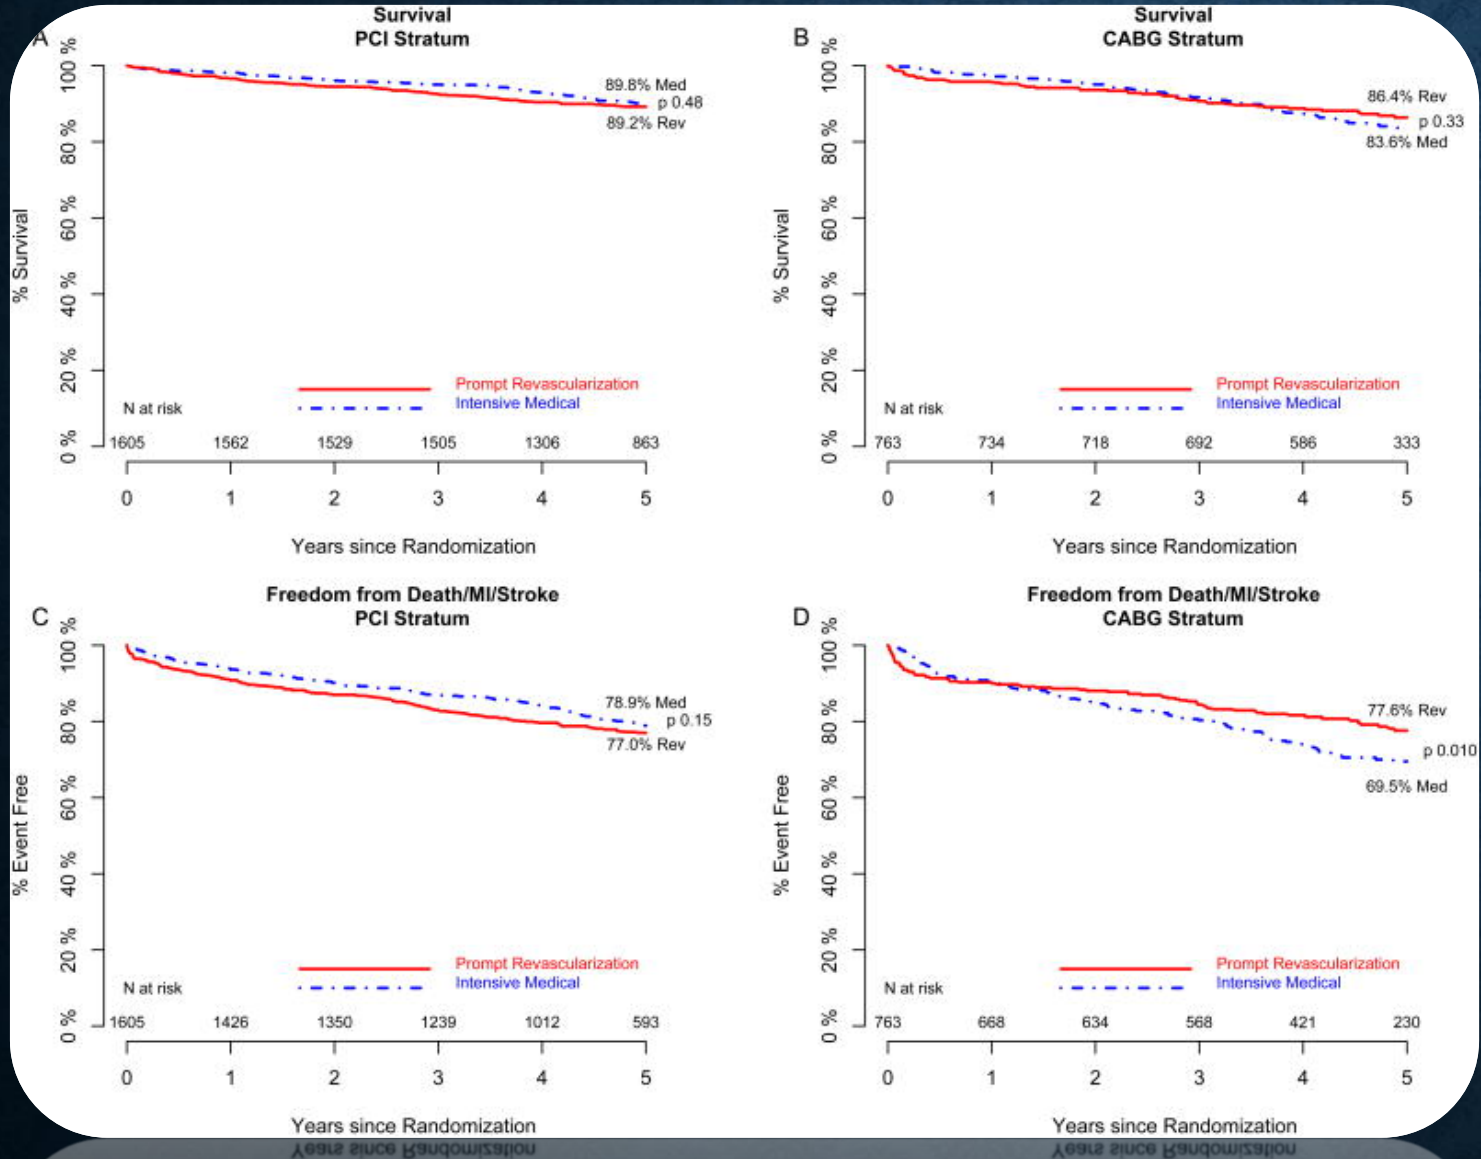 A
Survival
PCI Stratum
100 %
80 %
60 %
40 %
20 %
0 %
% Survival
89.8% Med
p 0.48
89.2% Rev
Prompt Revascularization
Intensive Medical
N at risk
1605 1562 1529 1505 1306 863
0 1 2 3 4 5
Years since Randomization
B
Survival
CABG Stratum
100 %
80 %
60 %
40 %
20 %
0 %
% Survival
86.4% Rev
p 0.33
83.6% Med
Prompt Revascularization
Intensive Medical
N at risk
763 734 718 692 586 333
0 1 2 3 4 5
Years since Randomization
C
Freedom from Death/MI/Stroke
PCI Stratum
100 %
80 %
60 %
40 %
20 %
0 %
% Event Free
78.9% Med
p 0.15
77.0% Rev
Prompt Revascularization
Intensive Medical
N at risk
1605 1426 1350 1239 1012 593
0 1 2 3 4 5
Years since Randomization
D
Freedom from Death/MI/Stroke
CABG Stratum
100 %
80 %
60 %
40 %
20 %
0 %
% Event Free
77.6% Rev
p 0.010
69.5% Med
Prompt Revascularization
Intensive Medical
N at risk
763 668 634 568 421 230
0 1 2 3 4 5
Years since Randomization